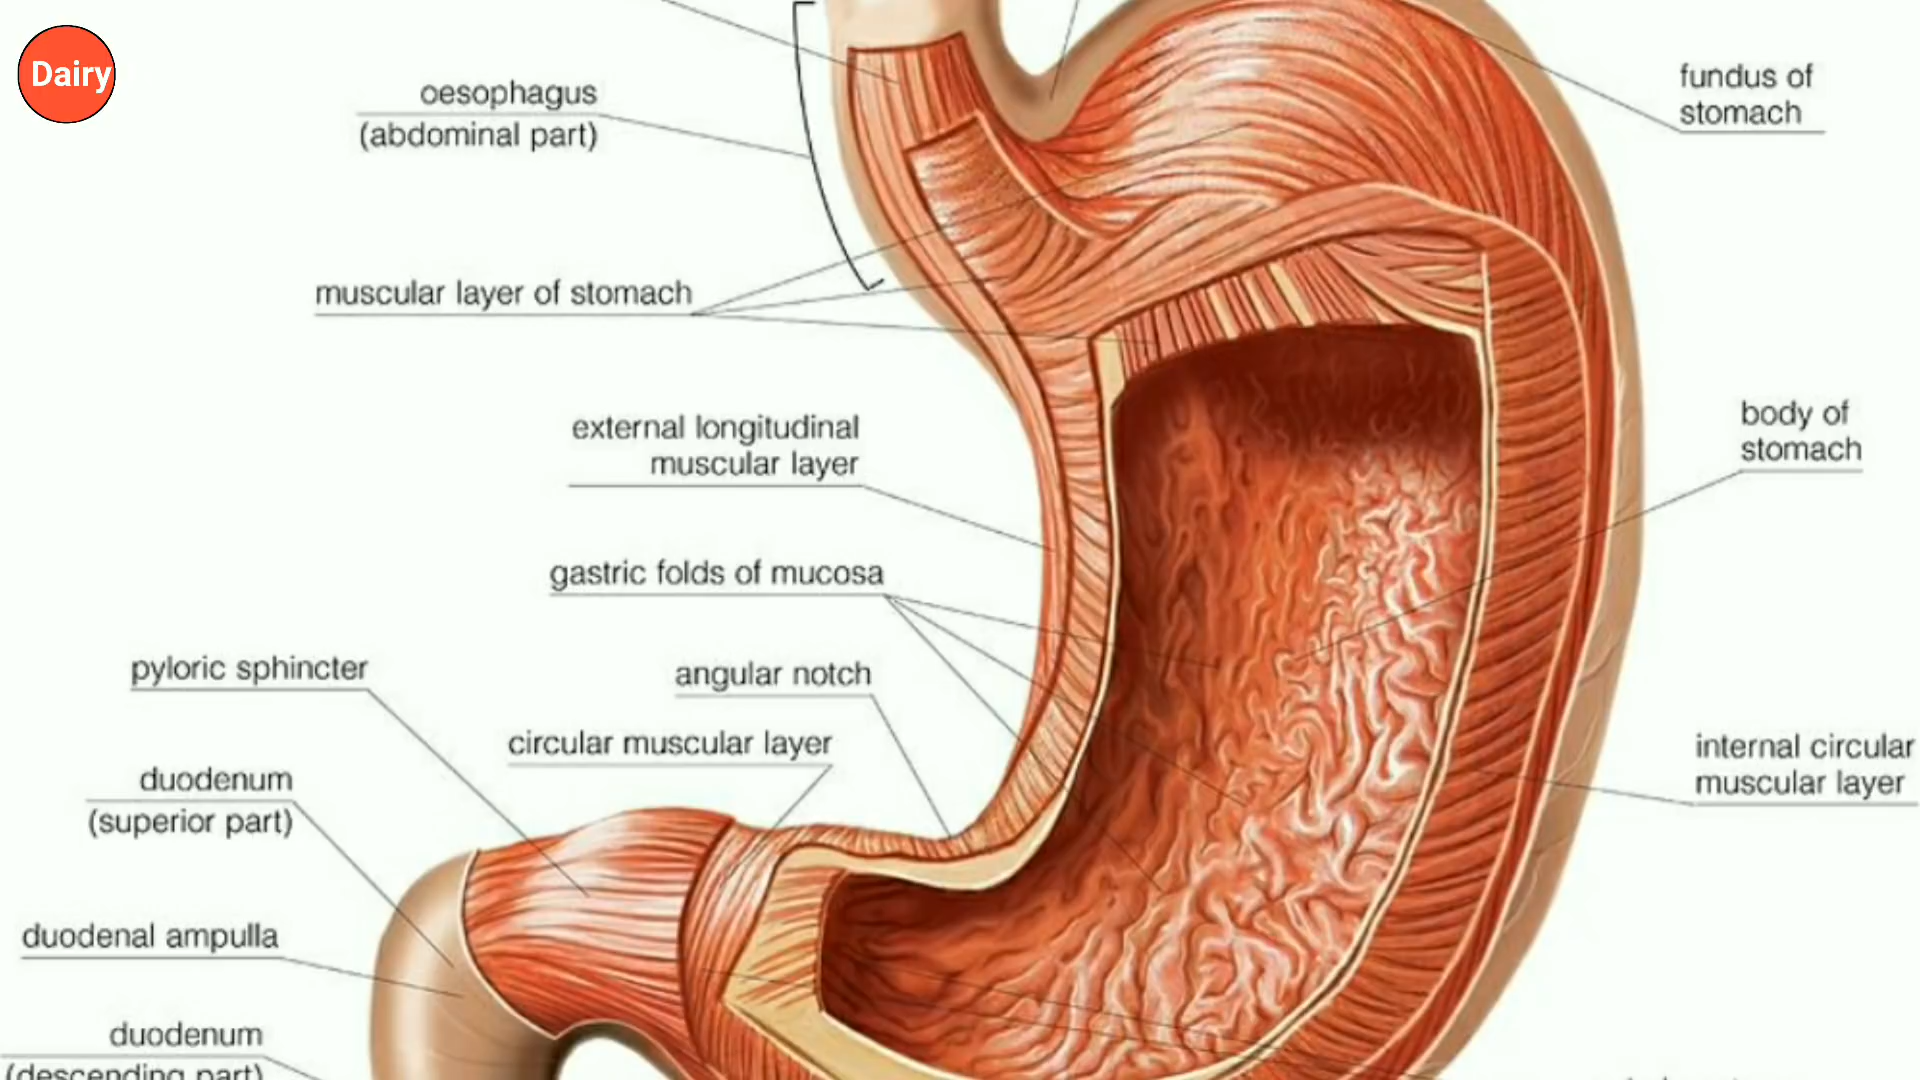 Dairy
oesophagus
(abdominal part)
muscular layer of stomach
external longitudinal
muscular layer
gastric folds of mucosa
pyloric sphincter
angular notch
circular muscular layer
duodenum
(superior part)
duodenal ampulla
duodenum
(descending part)
fundus of
stomach
body of
stomach
internal circular
muscular layer